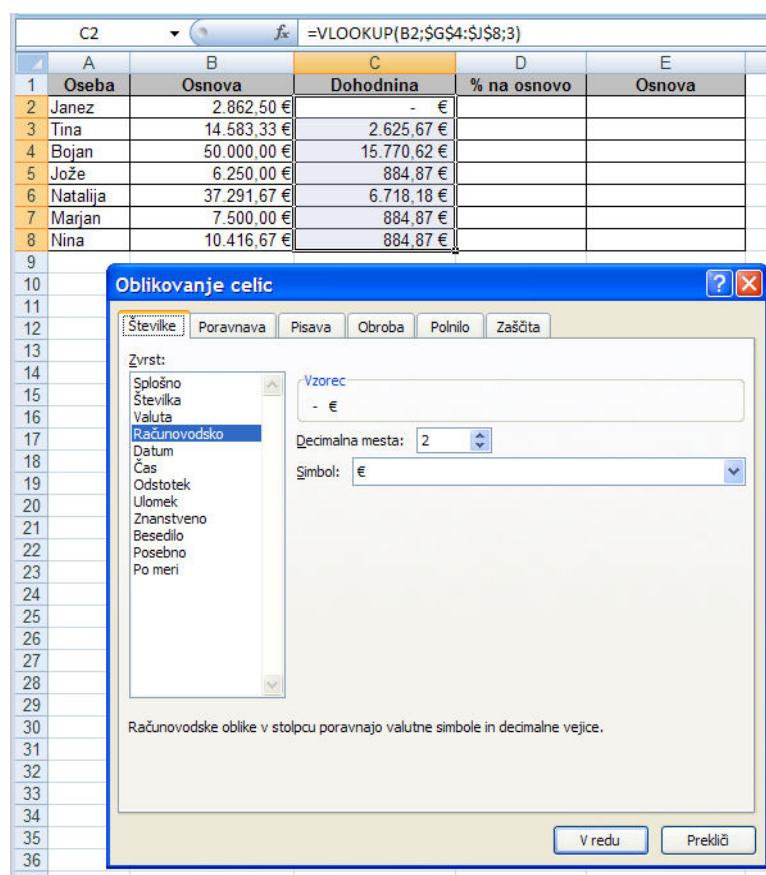 C2 fx =VLOOKUP(B2;$G$4:$J$8;3)
A B C D E
1 Oseba Osnova Dohodnina % na osnovo Osnova
2 Janez 2.862,50 € - €
3 Tina 14.583,33 € 2.625,67 €
4 Bojan 50.000,00 € 15.770,62 €
5 Jože 6.250,00 € 884,87 €
6 Natalija 37.291,67 € 6.718,18 €
7 Marjan 7.500,00 € 884,87 €
8 Nina 10.416,67 € 884,87 €
9
10
11
12
13
14
15
16
17
18
19
20
21
22
23
24
25
26
27
28
29
30
31
32
33
34
35
36
Oblikovanje celic
Številke Poravnava Pisava Obroba Polnilo Zaščita
Zvrst:
Splošno
Številka
Valuta
Računovodsko
Datum
Čas
Odstotek
Ulomek
Znanstveno
Besedilo
Posebno
Po meri
Vzorec
- €
Decimalna mesta: 2
Simbol: €
Računovodske oblike v stolpcu poravnajo valutne simbole in decimalne vejice.
V redu Prekliči